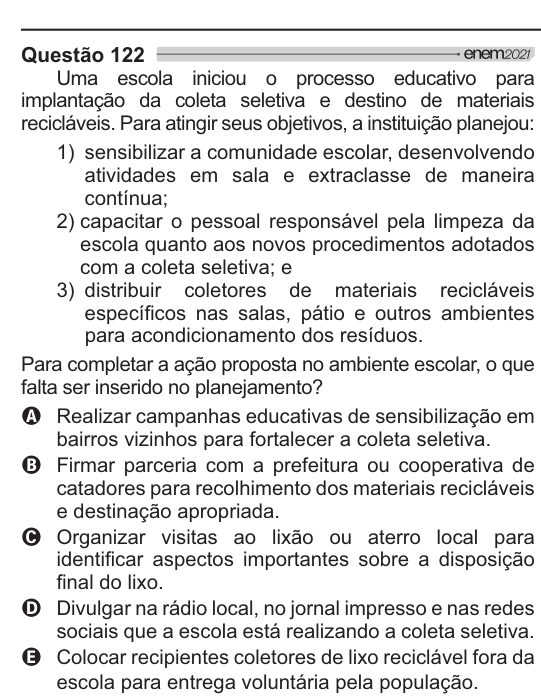 Questão 122 enem2021
Uma escola iniciou o processo educativo para
implantação da coleta seletiva e destino de materiais
recicláveis. Para atingir seus objetivos, a instituição planejou:
1) sensibilizar a comunidade escolar, desenvolvendo
atividades em sala e extraclasse de maneira
contínua;
2) capacitar o pessoal responsável pela limpeza da
escola quanto aos novos procedimentos adotados
com a coleta seletiva; e
3) distribuir coletores de materiais recicláveis
específicos nas salas, pátio e outros ambientes
para acondicionamento dos resíduos.
Para completar a ação proposta no ambiente escolar, o que
falta ser inserido no planejamento?
A Realizar campanhas educativas de sensibilização em
bairros vizinhos para fortalecer a coleta seletiva.
B Firmar parceria com a prefeitura ou cooperativa de
catadores para recolhimento dos materiais recicláveis
e destinação apropriada.
C Organizar visitas ao lixão ou aterro local para
identificar aspectos importantes sobre a disposição
final do lixo.
D Divulgar na rádio local, no jornal impresso e nas redes
sociais que a escola está realizando a coleta seletiva.
E Colocar recipientes coletores de lixo reciclável fora da
escola para entrega voluntária pela população.